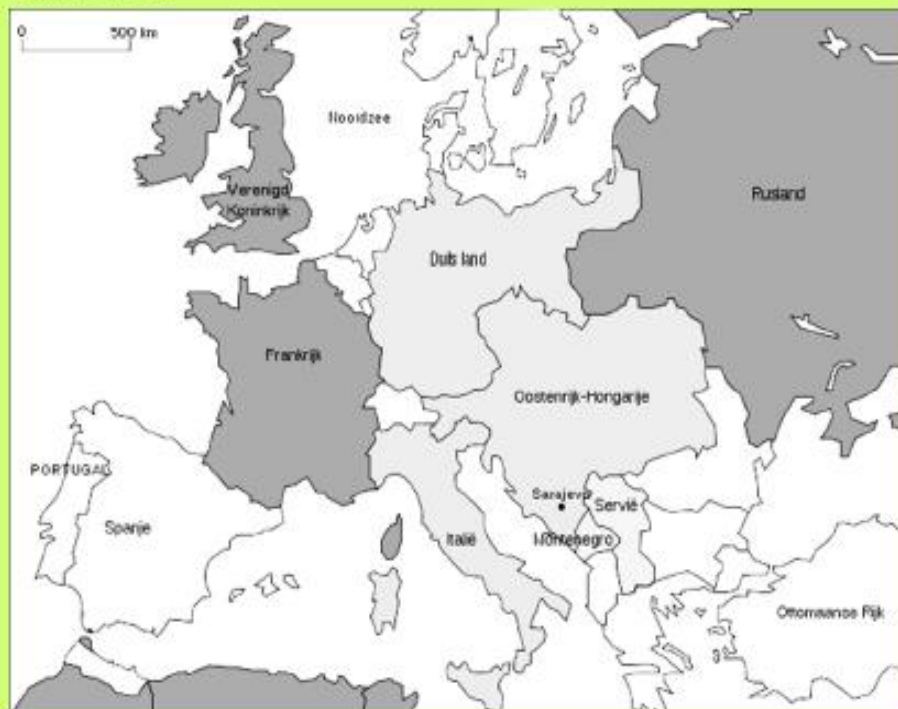 0 500 km
Noordzee
Verenigd
Koninkrijk
Rusland
Duitsland
Frankrijk
Oostenrijk-Hongarije
PORTUGAL
Spanje
Sarajevo
Servië
Italië
Montenegro
Ottomaanse Rijk